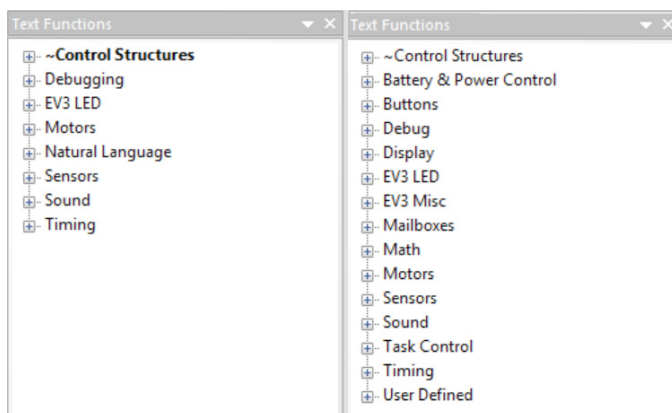 Text Functions
~Control Structures
Debugging
EV3 LED
Motors
Natural Language
Sensors
Sound
Timing
Text Functions
~Control Structures
Battery & Power Control
Buttons
Debug
Display
EV3 LED
EV3 Misc
Mailboxes
Math
Motors
Sensors
Sound
Task Control
Timing
User Defined